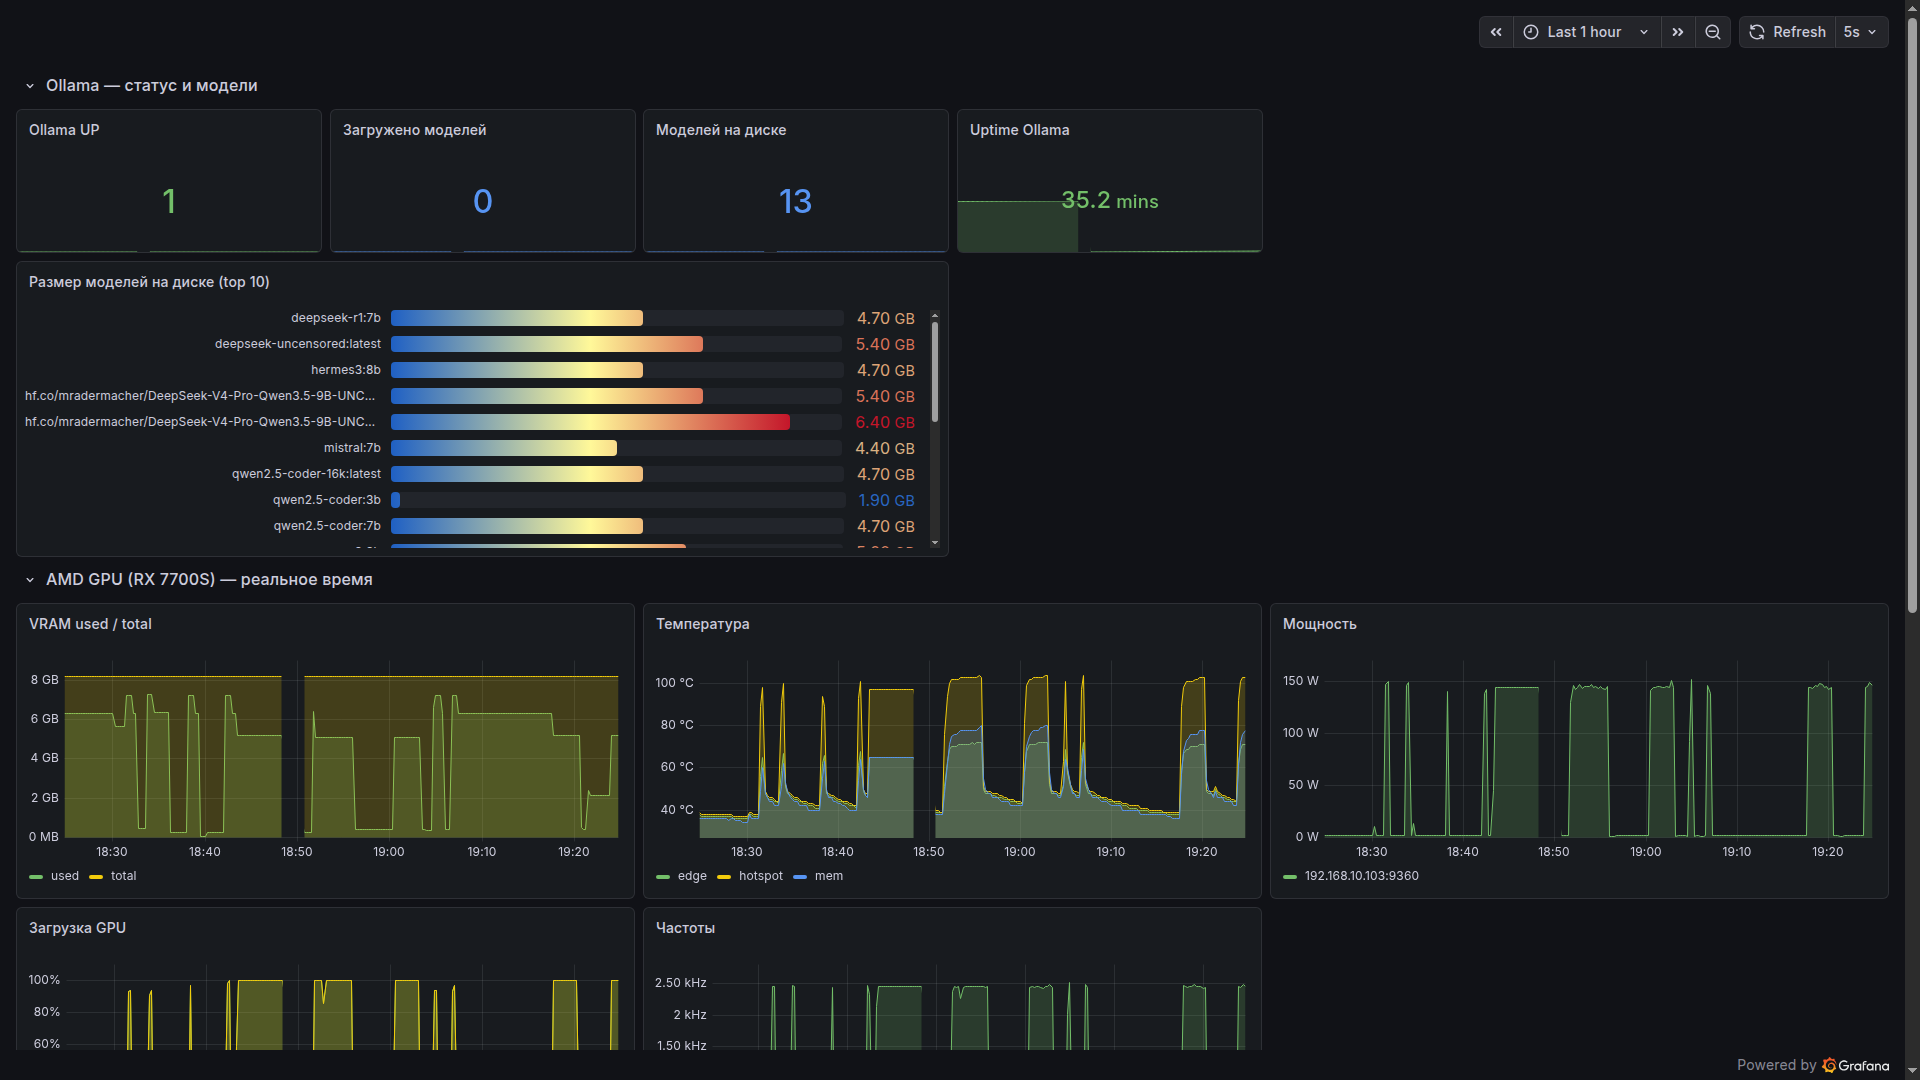 Last 1 hour
Refresh
5s
Ollama — статус и модели
Ollama UP
1
Загружено моделей
0
Моделей на диске
13
Uptime Ollama
35.2 mins
Размер моделей на диске (top 10)
deepseek-r1:7b 4.70 GB
deepseek-uncensored:latest 5.40 GB
hermes3:8b 4.70 GB
hf.co/mradermacher/DeepSeek-V4-Pro-Qwen3.5-9B-UNC... 5.40 GB
hf.co/mradermacher/DeepSeek-V4-Pro-Qwen3.5-9B-UNC... 6.40 GB
mistral:7b 4.40 GB
qwen2.5-coder-16k:latest 4.70 GB
qwen2.5-coder:3b 1.90 GB
qwen2.5-coder:7b 4.70 GB
AMD GPU (RX 7700S) — реальное время
VRAM used / total
8 GB
6 GB
4 GB
2 GB
0 MB
18:30 18:40 18:50 19:00 19:10 19:20
used total
Температура
100 °C
80 °C
60 °C
40 °C
18:30 18:40 18:50 19:00 19:10 19:20
edge hotspot mem
Мощность
150 W
100 W
50 W
0 W
18:30 18:40 18:50 19:00 19:10 19:20
192.168.10.103:9360
Загрузка GPU
100%
80%
60%
Частоты
2.50 kHz
2 kHz
1.50 kHz
Powered by Grafana